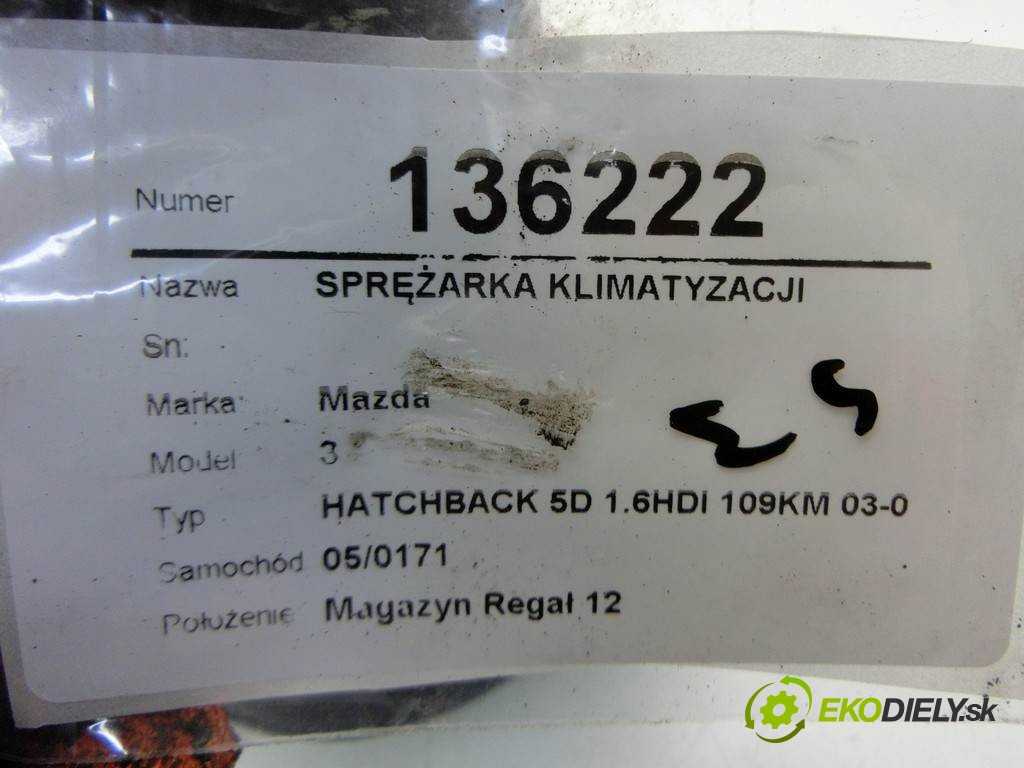 Numer 136222
Nazwa SPRĘŻARKA KLIMATYZACJI
Sn:
Marka: Mazda
Model 3
Typ HATCHBACK 5D 1.6HDI 109KM 03-0
Samochód 05/0171
Położenie Magazyn Regał 12
EKODIELY.sk